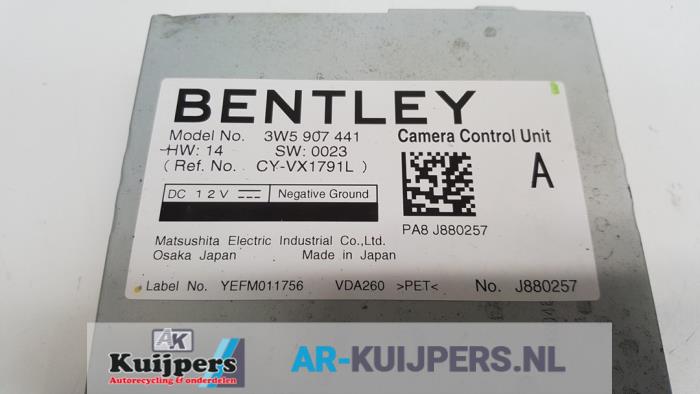 BENTLEY
Model No. 3W5 907 441 Camera Control Unit
HW: 14 SW: 0023
( Ref. No. CY-VX1791L ) A
DC 12V Negative Ground
PA8 J880257
Matsushita Electric Industrial Co.,Ltd.
Osaka Japan Made in Japan
Label No. YEFM011756 VDA260 >PET< No. J880257
AK
Kuijpers
Autorecycling & onderdelen
AR-KUIJPERS.NL